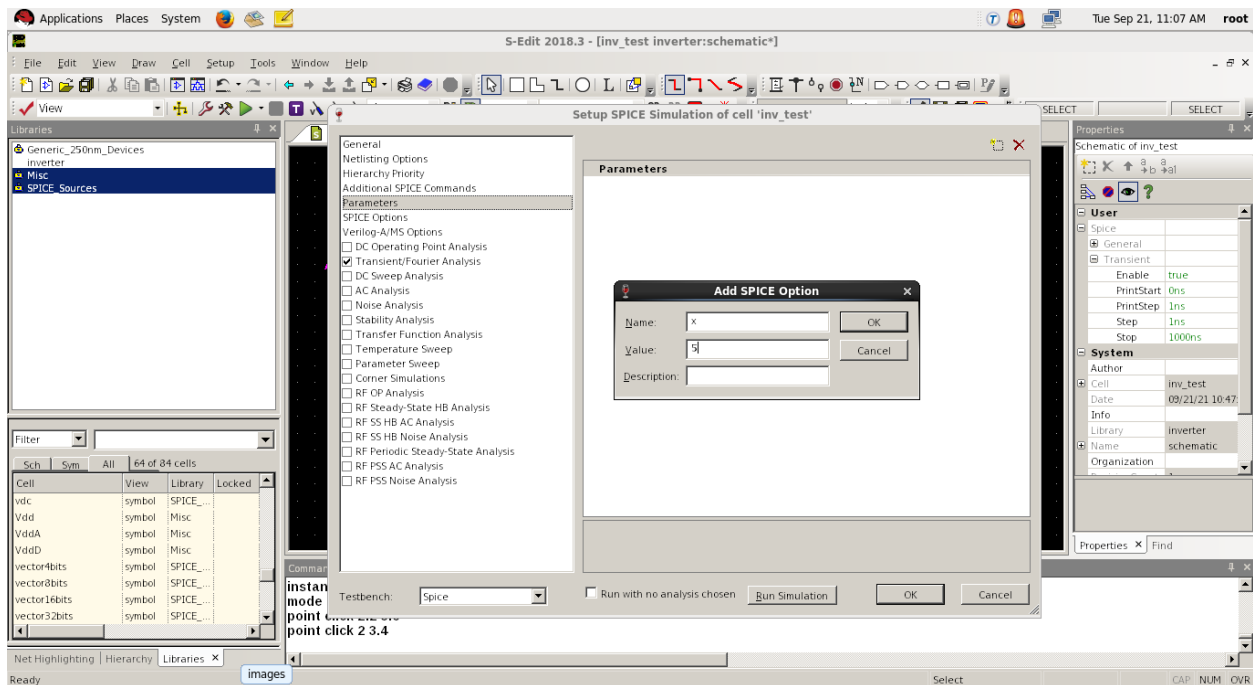 Applications Places System
Tue Sep 21, 11:07 AM root
S-Edit 2018.3 - [inv_test inverter:schematic*]
File Edit View Draw Cell Setup Tools Window Help
View
SELECT
SELECT
Libraries
Generic_250nm_Devices
inverter
Misc
SPICE_Sources
Filter
Sch Sym All 64 of 84 cells
Cell View Library Locked
vdc symbol SPICE_...
Vdd symbol Misc
VddA symbol Misc
VddD symbol Misc
vector4bits symbol SPICE_...
vector8bits symbol SPICE_...
vector16bits symbol SPICE_...
vector32bits symbol SPICE_...
Net Highlighting Hierarchy Libraries ×
images
Ready
Setup SPICE Simulation of cell 'inv_test'
General
Netlisting Options
Hierarchy Priority
Additional SPICE Commands
Parameters
SPICE Options
Verilog-A/MS Options
DC Operating Point Analysis
Transient/Fourier Analysis
DC Sweep Analysis
AC Analysis
Noise Analysis
Stability Analysis
Transfer Function Analysis
Temperature Sweep
Parameter Sweep
Corner Simulations
RF OP Analysis
RF Steady-State HB Analysis
RF SS HB AC Analysis
RF SS HB Noise Analysis
RF Periodic Steady-State Analysis
RF PSS AC Analysis
RF PSS Noise Analysis
Parameters
Add SPICE Option
Name: x
OK
Value: 5
Cancel
Description:
Testbench: Spice
Run with no analysis chosen
Run Simulation
OK
Cancel
Comman
instan
mode
point
point click 2 3.4
Properties
Schematic of inv_test
User
Spice
General
Transient
Enable true
PrintStart 0ns
PrintStep 1ns
Step 1ns
Stop 1000ns
System
Author
Cell inv_test
Date 09/21/21 10:47:
Info
Library inverter
Name schematic
Organization
Properties × Find
Select
CAP NUM OVR